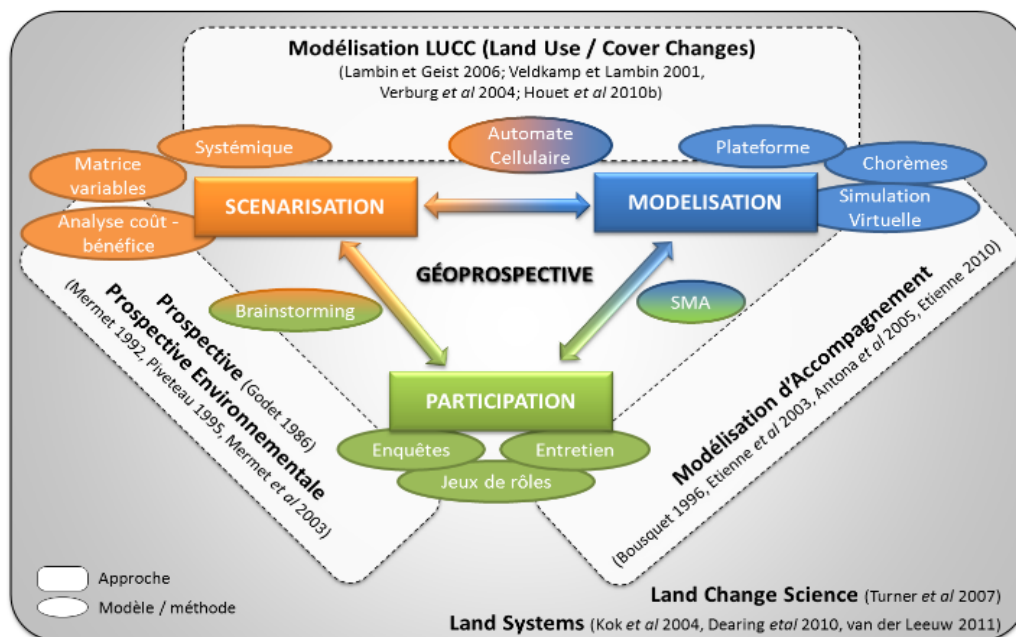 Modélisation LUCC (Land Use / Cover Changes)
(Lambin et Geist 2006; Veldkamp et Lambin 2001,
Verburg et al 2004; Houet et al 2010b)
Systémique
Automate
Cellulaire
Plateforme
Matrice
variables
Chorèmes
SCENARISATION
MODELISATION
Simulation
Virtuelle
Analyse coût -
bénéfice
GÉOPROSPECTIVE
Brainstorming
SMA
Prospective (Godet 1986)
Prospective Environnementale
(Mermet 1992, Piveteau 1995, Mermet et al 2003)
Modélisation d'Accompagnement
(Bousquet 1996, Etienne et al 2003, Antona et al 2005, Etienne 2010)
PARTICIPATION
Enquêtes
Entretien
Jeux de rôles
Approche
Modèle / méthode
Land Change Science (Turner et al 2007)
Land Systems (Kok et al 2004, Dearing etal 2010, van der Leeuw 2011)